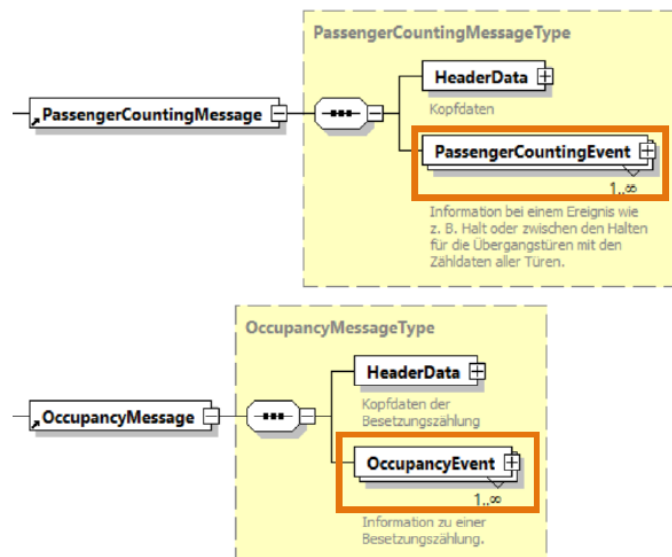 PassengerCountingMessageType
HeaderData
Kopfdaten
PassengerCountingMessage
PassengerCountingEvent
1..∞
Information bei einem Ereignis wie
z. B. Halt oder zwischen den Halten
für die Übergangstüren mit den
Zähldaten aller Türen.
OccupancyMessageType
HeaderData
Kopfdaten der
Besetzungszählung
OccupancyMessage
OccupancyEvent
1..∞
Information zu einer
Besetzungszählung.